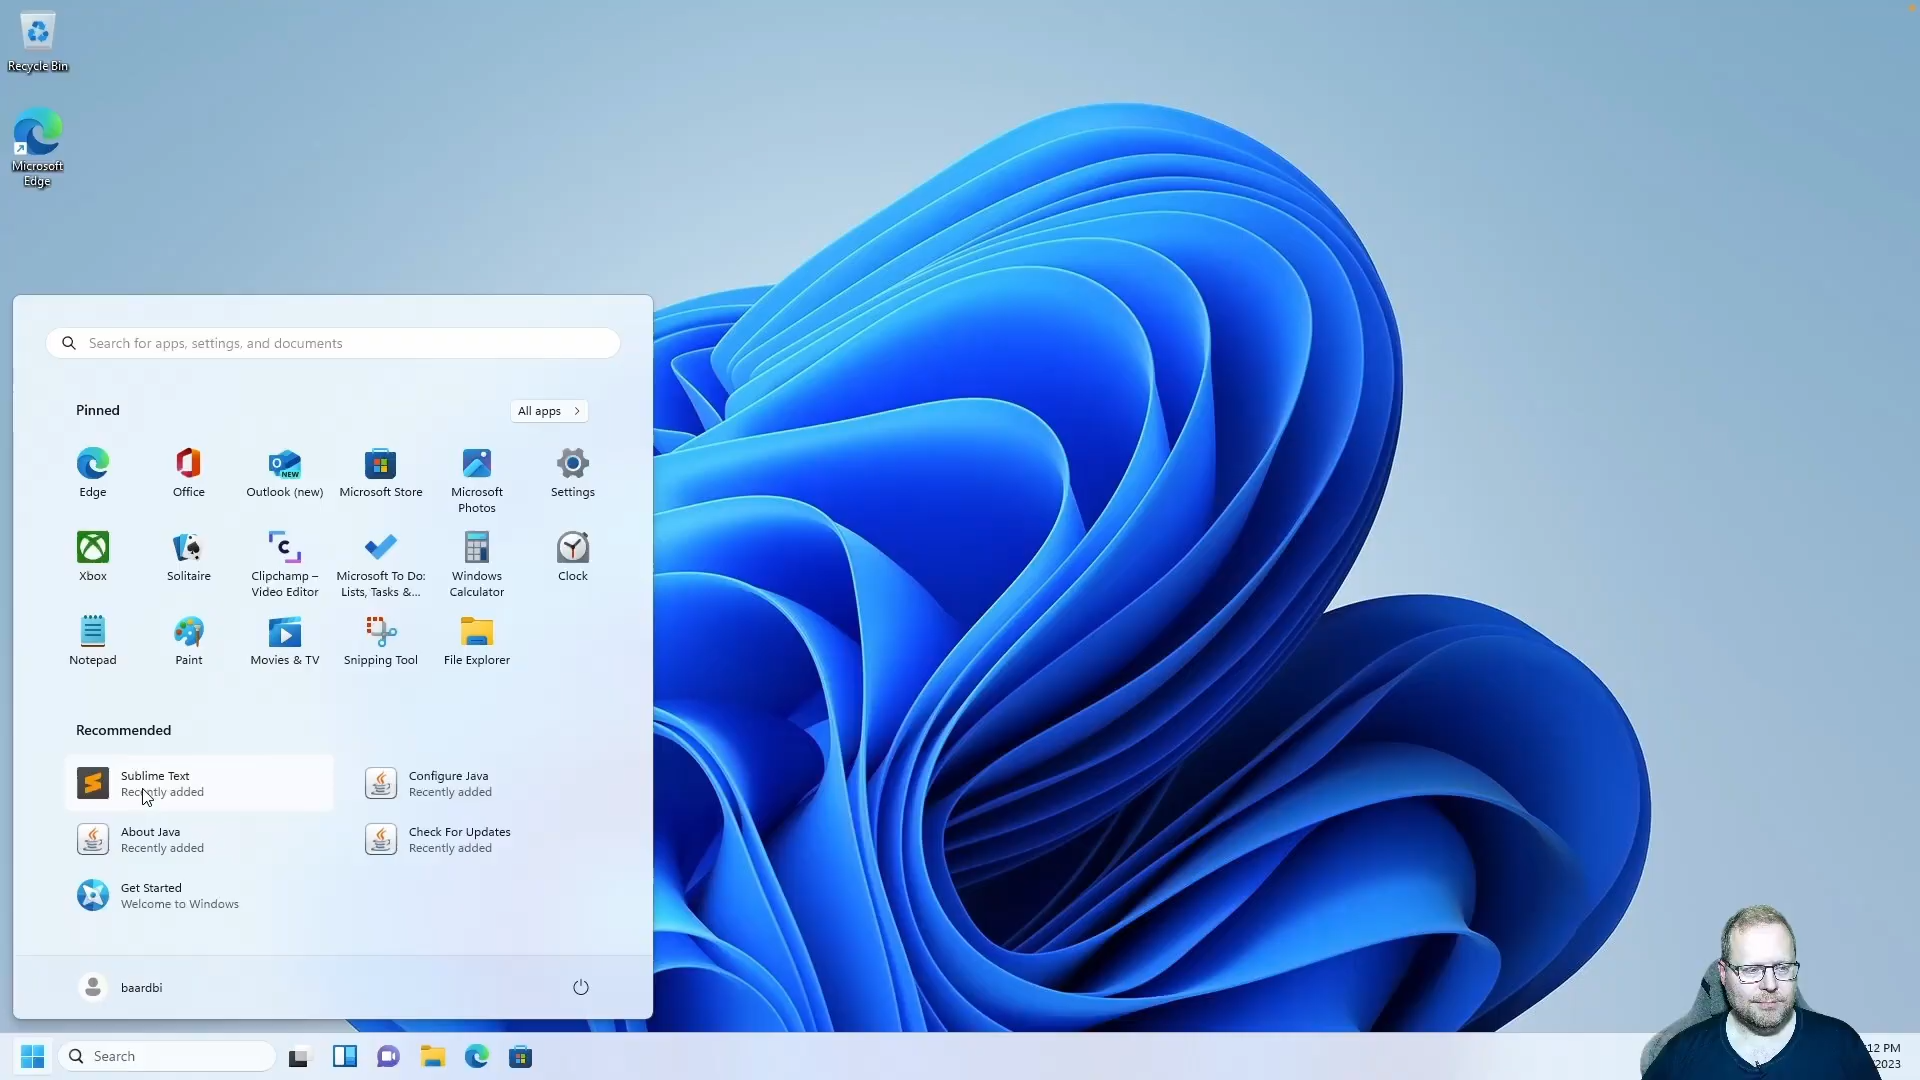 Recycle Bin
Microsoft
Edge
Search for apps, settings, and documents
Pinned
All apps
Edge
Office
Outlook (new)
Microsoft Store
Microsoft
Photos
Settings
Xbox
Solitaire
Clipchamp –
Video Editor
Microsoft To Do:
Lists, Tasks &...
Windows
Calculator
Clock
Notepad
Paint
Movies & TV
Snipping Tool
File Explorer
Recommended
Sublime Text
Recently added
Configure Java
Recently added
About Java
Recently added
Check For Updates
Recently added
Get Started
Welcome to Windows
baardbi
Search
12 PM
2023